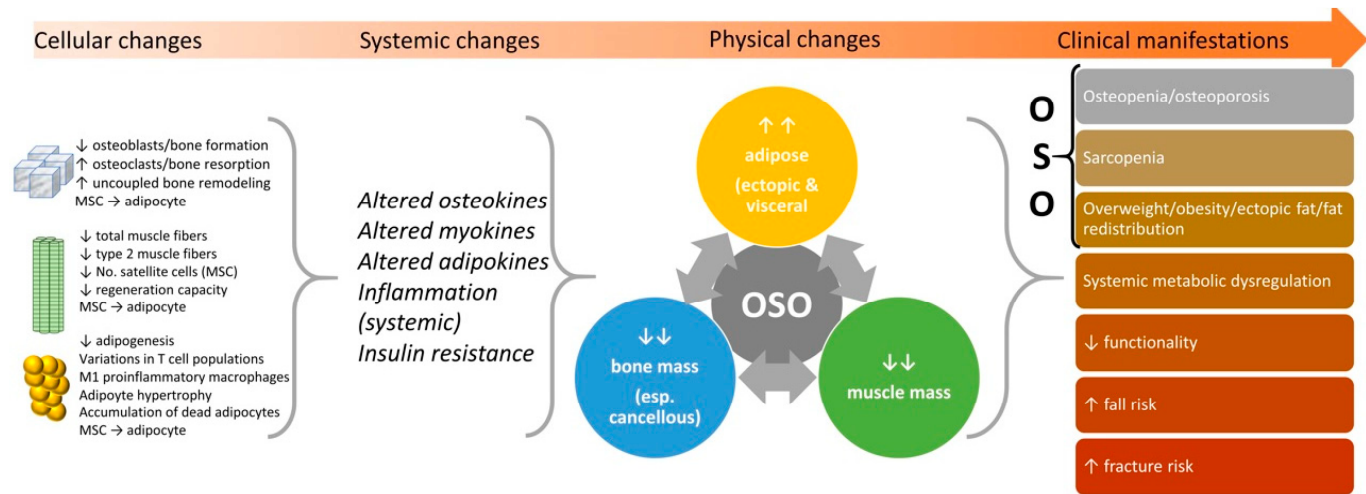 Cellular changes
Systemic changes
Physical changes
Clinical manifestations
↓ osteoblasts/bone formation
↑ osteoclasts/bone resorption
↑ uncoupled bone remodeling
MSC → adipocyte
↓ total muscle fibers
↓ type 2 muscle fibers
↓ No. satellite cells (MSC)
↓ regeneration capacity
MSC → adipocyte
↓ adipogenesis
Variations in T cell populations
M1 proinflammatory macrophages
Adipoyte hypertrophy
Accumulation of dead adipocytes
MSC → adipocyte
Altered osteokines
Altered myokines
Altered adipokines
Inflammation
(systemic)
Insulin resistance
↑ ↑
adipose
(ectopic &
visceral
OSO
↓↓
bone mass
(esp.
cancellous)
↓↓
muscle mass
O
S
O
Osteopenia/osteoporosis
Sarcopenia
Overweight/obesity/ectopic fat/fat
redistribution
Systemic metabolic dysregulation
↓ functionality
↑ fall risk
↑ fracture risk